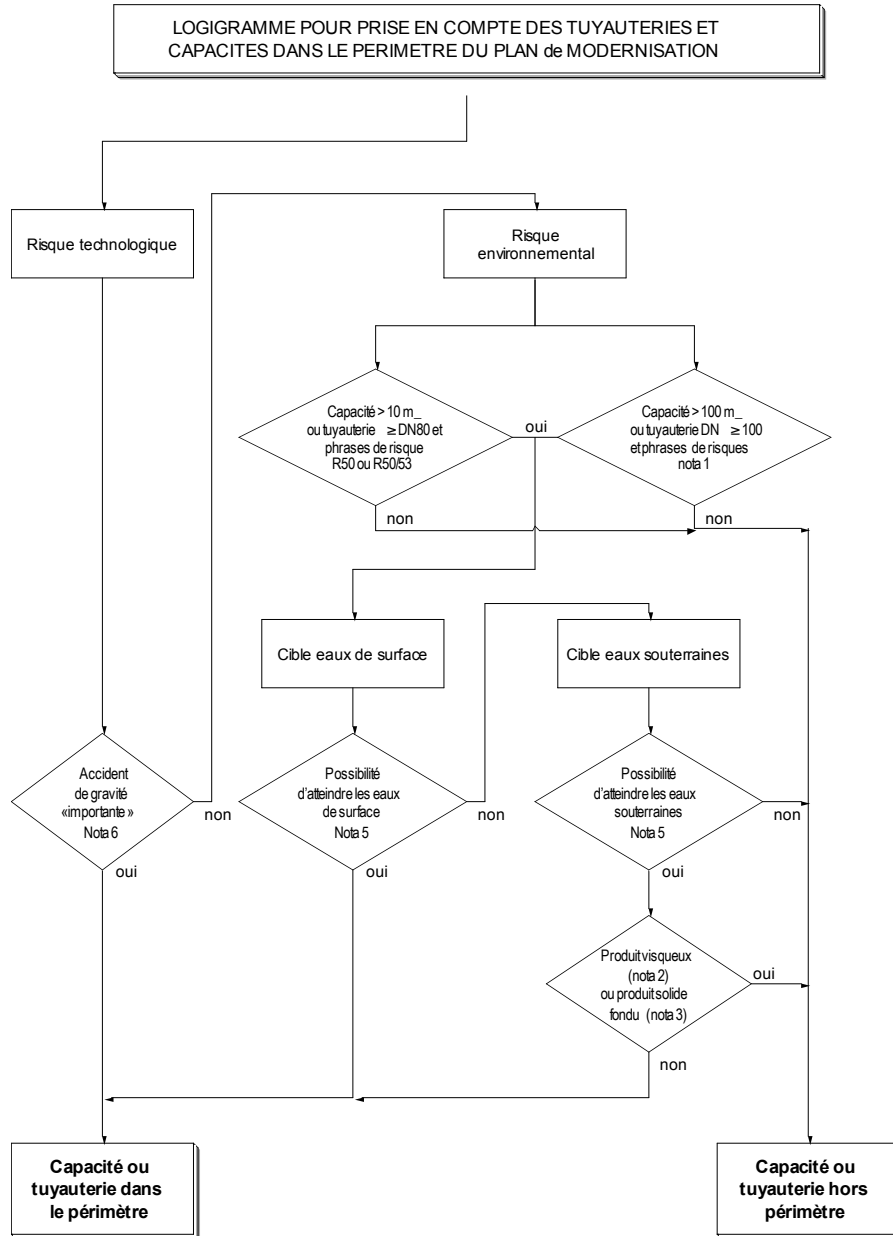 LOGIGRAMME POUR PRISE EN COMPTE DES TUYAUTERIES ET
CAPACITES DANS LE PERIMETRE DU PLAN de MODERNISATION
Risque technologique
Risque
environnemental
Capacité > 10 m_
ou tuyauterie ≥ DN80 et
phrases de risque
R50 ou R50/53
oui
Capacité > 100 m_
ou tuyauterie DN ≥ 100
et phrases de risques
nota 1
non
non
Cible eaux de surface
Cible eaux souterraines
Accident
de gravité
«importante »
Nota 6
non
oui
Possibilité
d'atteindre les eaux
de surface
Nota 5
non
oui
Possibilité
d'atteindre les eaux
souterraines
Nota 5
non
oui
Produit visqueux
(nota 2)
ou produit solide
fondu (nota 3)
oui
non
Capacité ou
tuyauterie dans
le périmètre
Capacité ou
tuyauterie hors
périmètre